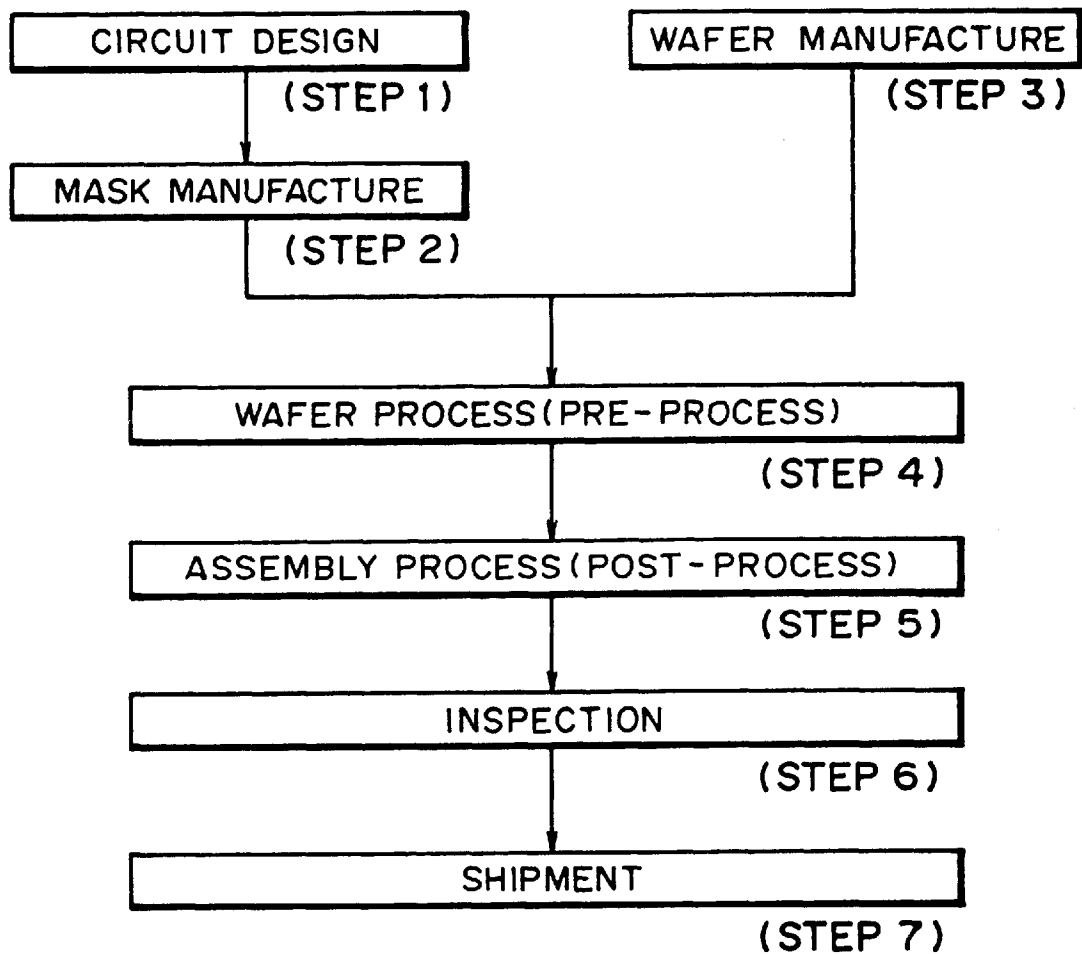 CIRCUIT DESIGN
(STEP 1)
WAFER MANUFACTURE
(STEP 3)
MASK MANUFACTURE
(STEP 2)
WAFER PROCESS (PRE-PROCESS)
(STEP 4)
ASSEMBLY PROCESS (POST-PROCESS)
(STEP 5)
INSPECTION
(STEP 6)
SHIPMENT
(STEP 7)